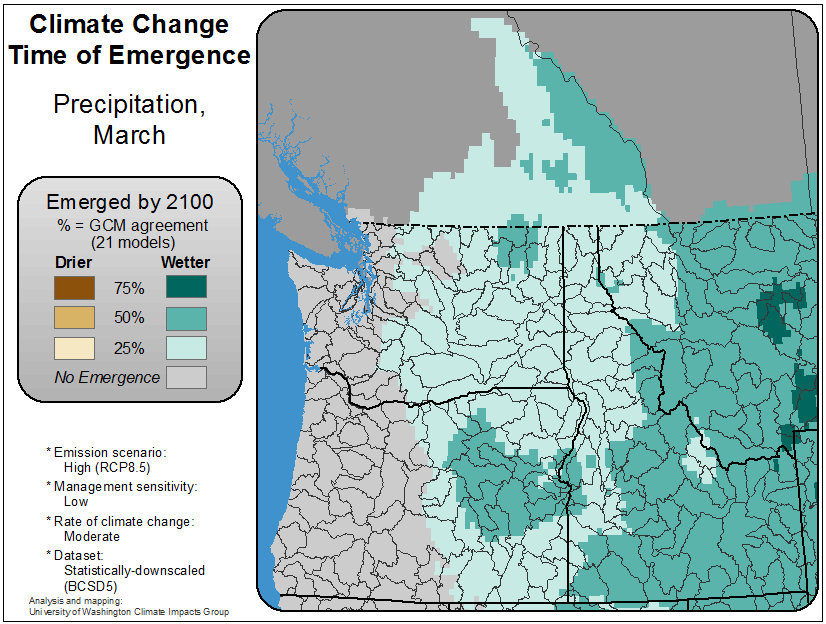 Climate Change
Time of Emergence
Precipitation,
March
Emerged by 2100
% = GCM agreement
(21 models)
Drier Wetter
75%
50%
25%
No Emergence
* Emission scenario:
High (RCP8.5)
* Management sensitivity:
Low
* Rate of climate change:
Moderate
* Dataset:
Statistically-downscaled
(BCSD5)
Analysis and mapping:
University of Washington Climate Impacts Group